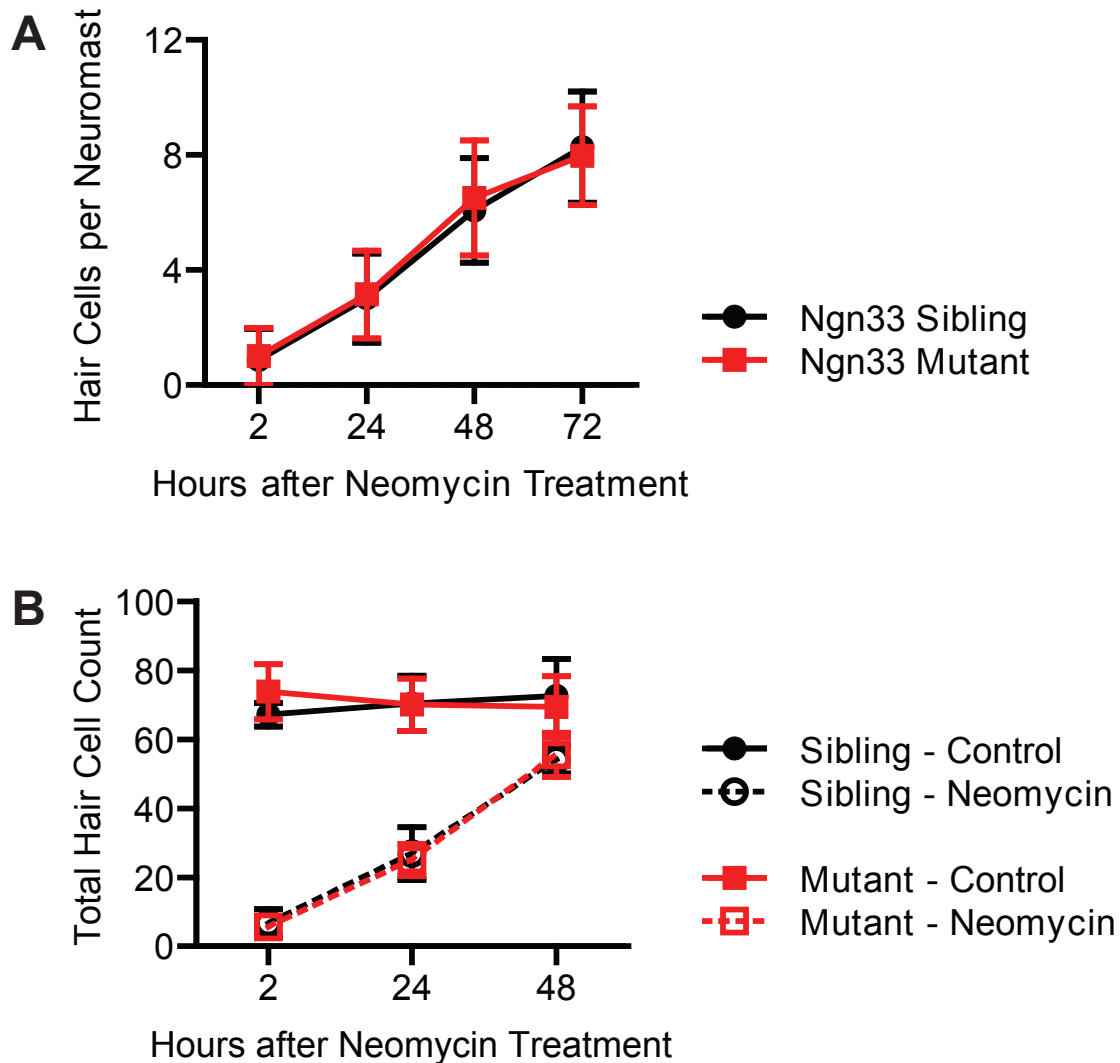 A
Hair Cells per Neuromast
12
8
4
0
2 24 48 72
Hours after Neomycin Treatment
Ngn33 Sibling
Ngn33 Mutant
B
Total Hair Cell Count
100
80
60
40
20
0
2 24 48
Hours after Neomycin Treatment
Sibling - Control
Sibling - Neomycin
Mutant - Control
Mutant - Neomycin